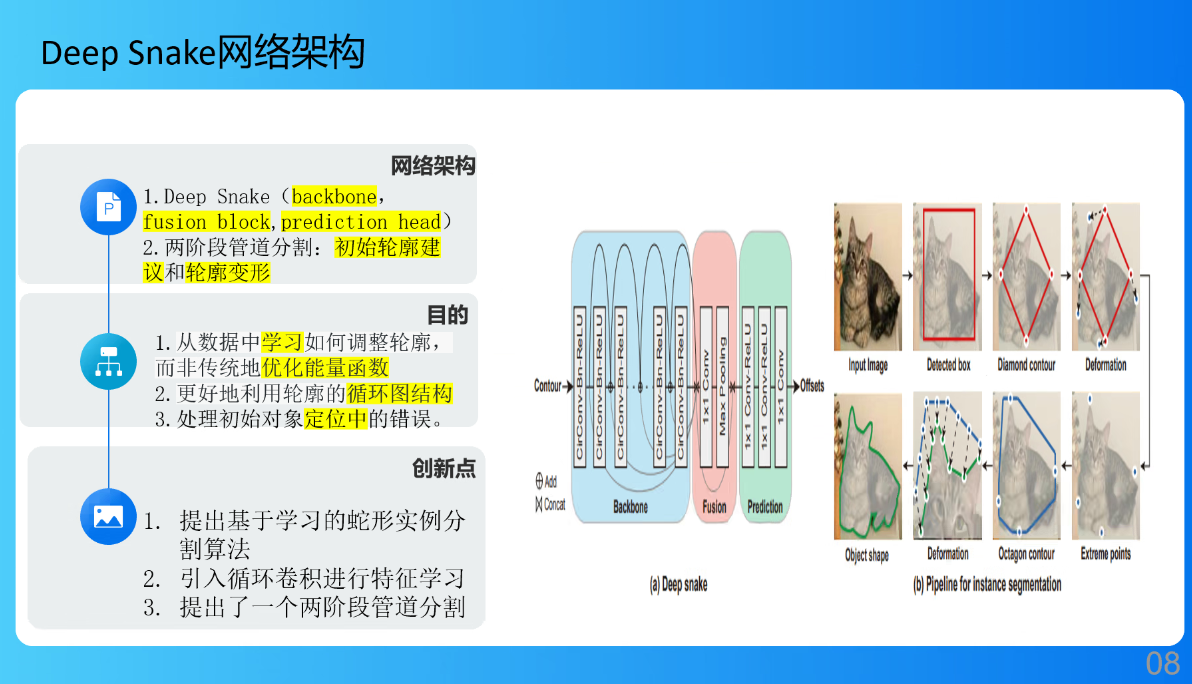 Deep Snake网络架构
网络架构
1.Deep Snake（backbone，
fusion block,prediction head）
2.两阶段管道分割：初始轮廓建
议和轮廓变形
目的
1.从数据中学习如何调整轮廓，
而非传统地优化能量函数
2.更好地利用轮廓的循环图结构
3.处理初始对象定位中的错误。
创新点
1. 提出基于学习的蛇形实例分
割算法
2. 引入循环卷积进行特征学习
3. 提出了一个两阶段管道分割
Contour
CirConv-Bn-ReLU
CirConv-Bn-ReLU
CirConv-Bn-ReLU
...
CirConv-Bn-ReLU
CirConv-Bn-ReLU
1x1 Conv
Max Pooling
1x1 Conv-ReLU
1x1 Conv-ReLU
1x1 Conv
Offsets
Add
Concat
Backbone
Fusion
Prediction
(a) Deep snake
Input Image
Detected box
Diamond contour
Deformation
Object shape
Deformation
Octagon contour
Extreme points
(b) Pipeline for instance segmentation
08